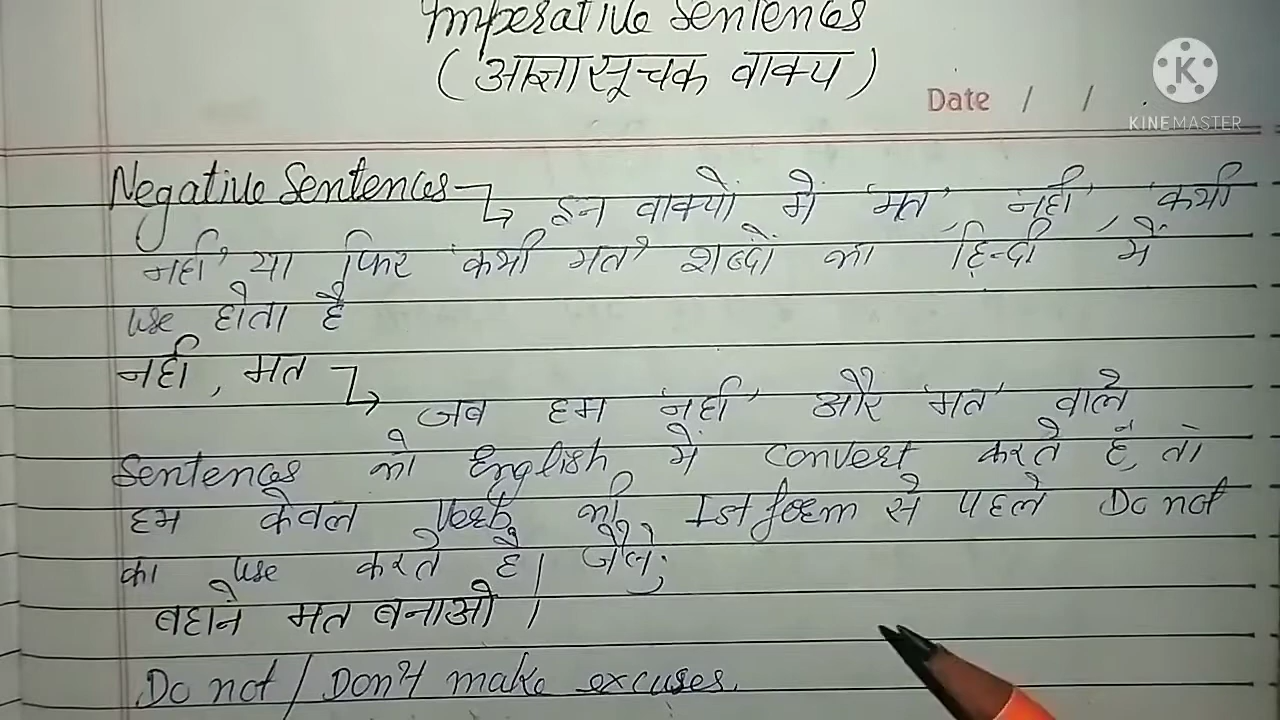 Imperative Sentences
(आज्ञासूचक वाक्य)
Date / /
K
KINEMASTER
Negative Sentences → इन वाक्यों में 'मत' 'नहीं' 'कभी
नहीं' या फिर 'कभी मत' शब्दों का हिन्दी में
use होता है
नहीं, मत →
जब हम 'नहीं' और 'मत' वाले
Sentences को English में convert करते हैं, तो
हम केवल Verb की Ist form से पहले Do not
का use करते है। जैसे;
बहाने मत बनाओ।
Do not / Don't make excuses.